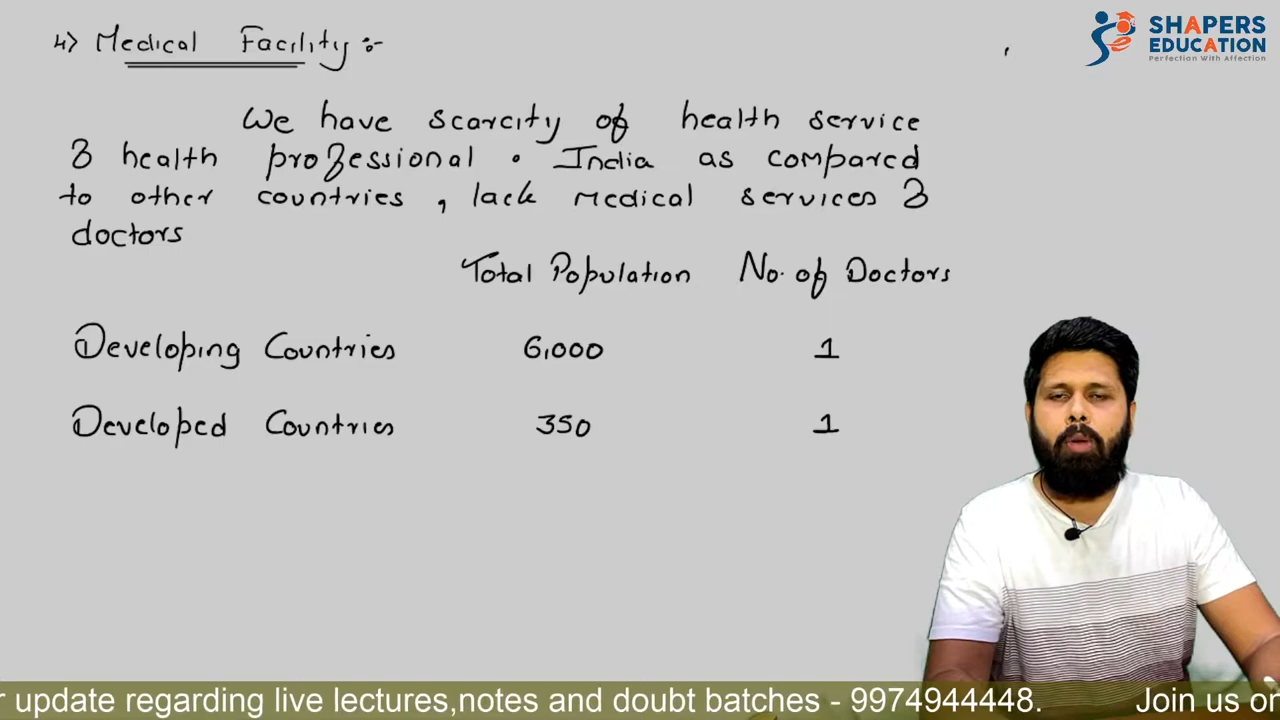 4) Medical Facility :-
SHAPERS
EDUCATION
Perfection With Affection
We have scarcity of health service
& health professional . India as compared
to other countries , lack Medical services &
doctors
Total Population No. of Doctors
Developing Countries 6,000 1
Developed Countries 350 1
r update regarding live lectures,notes and doubt batches - 9974944448. Join us or